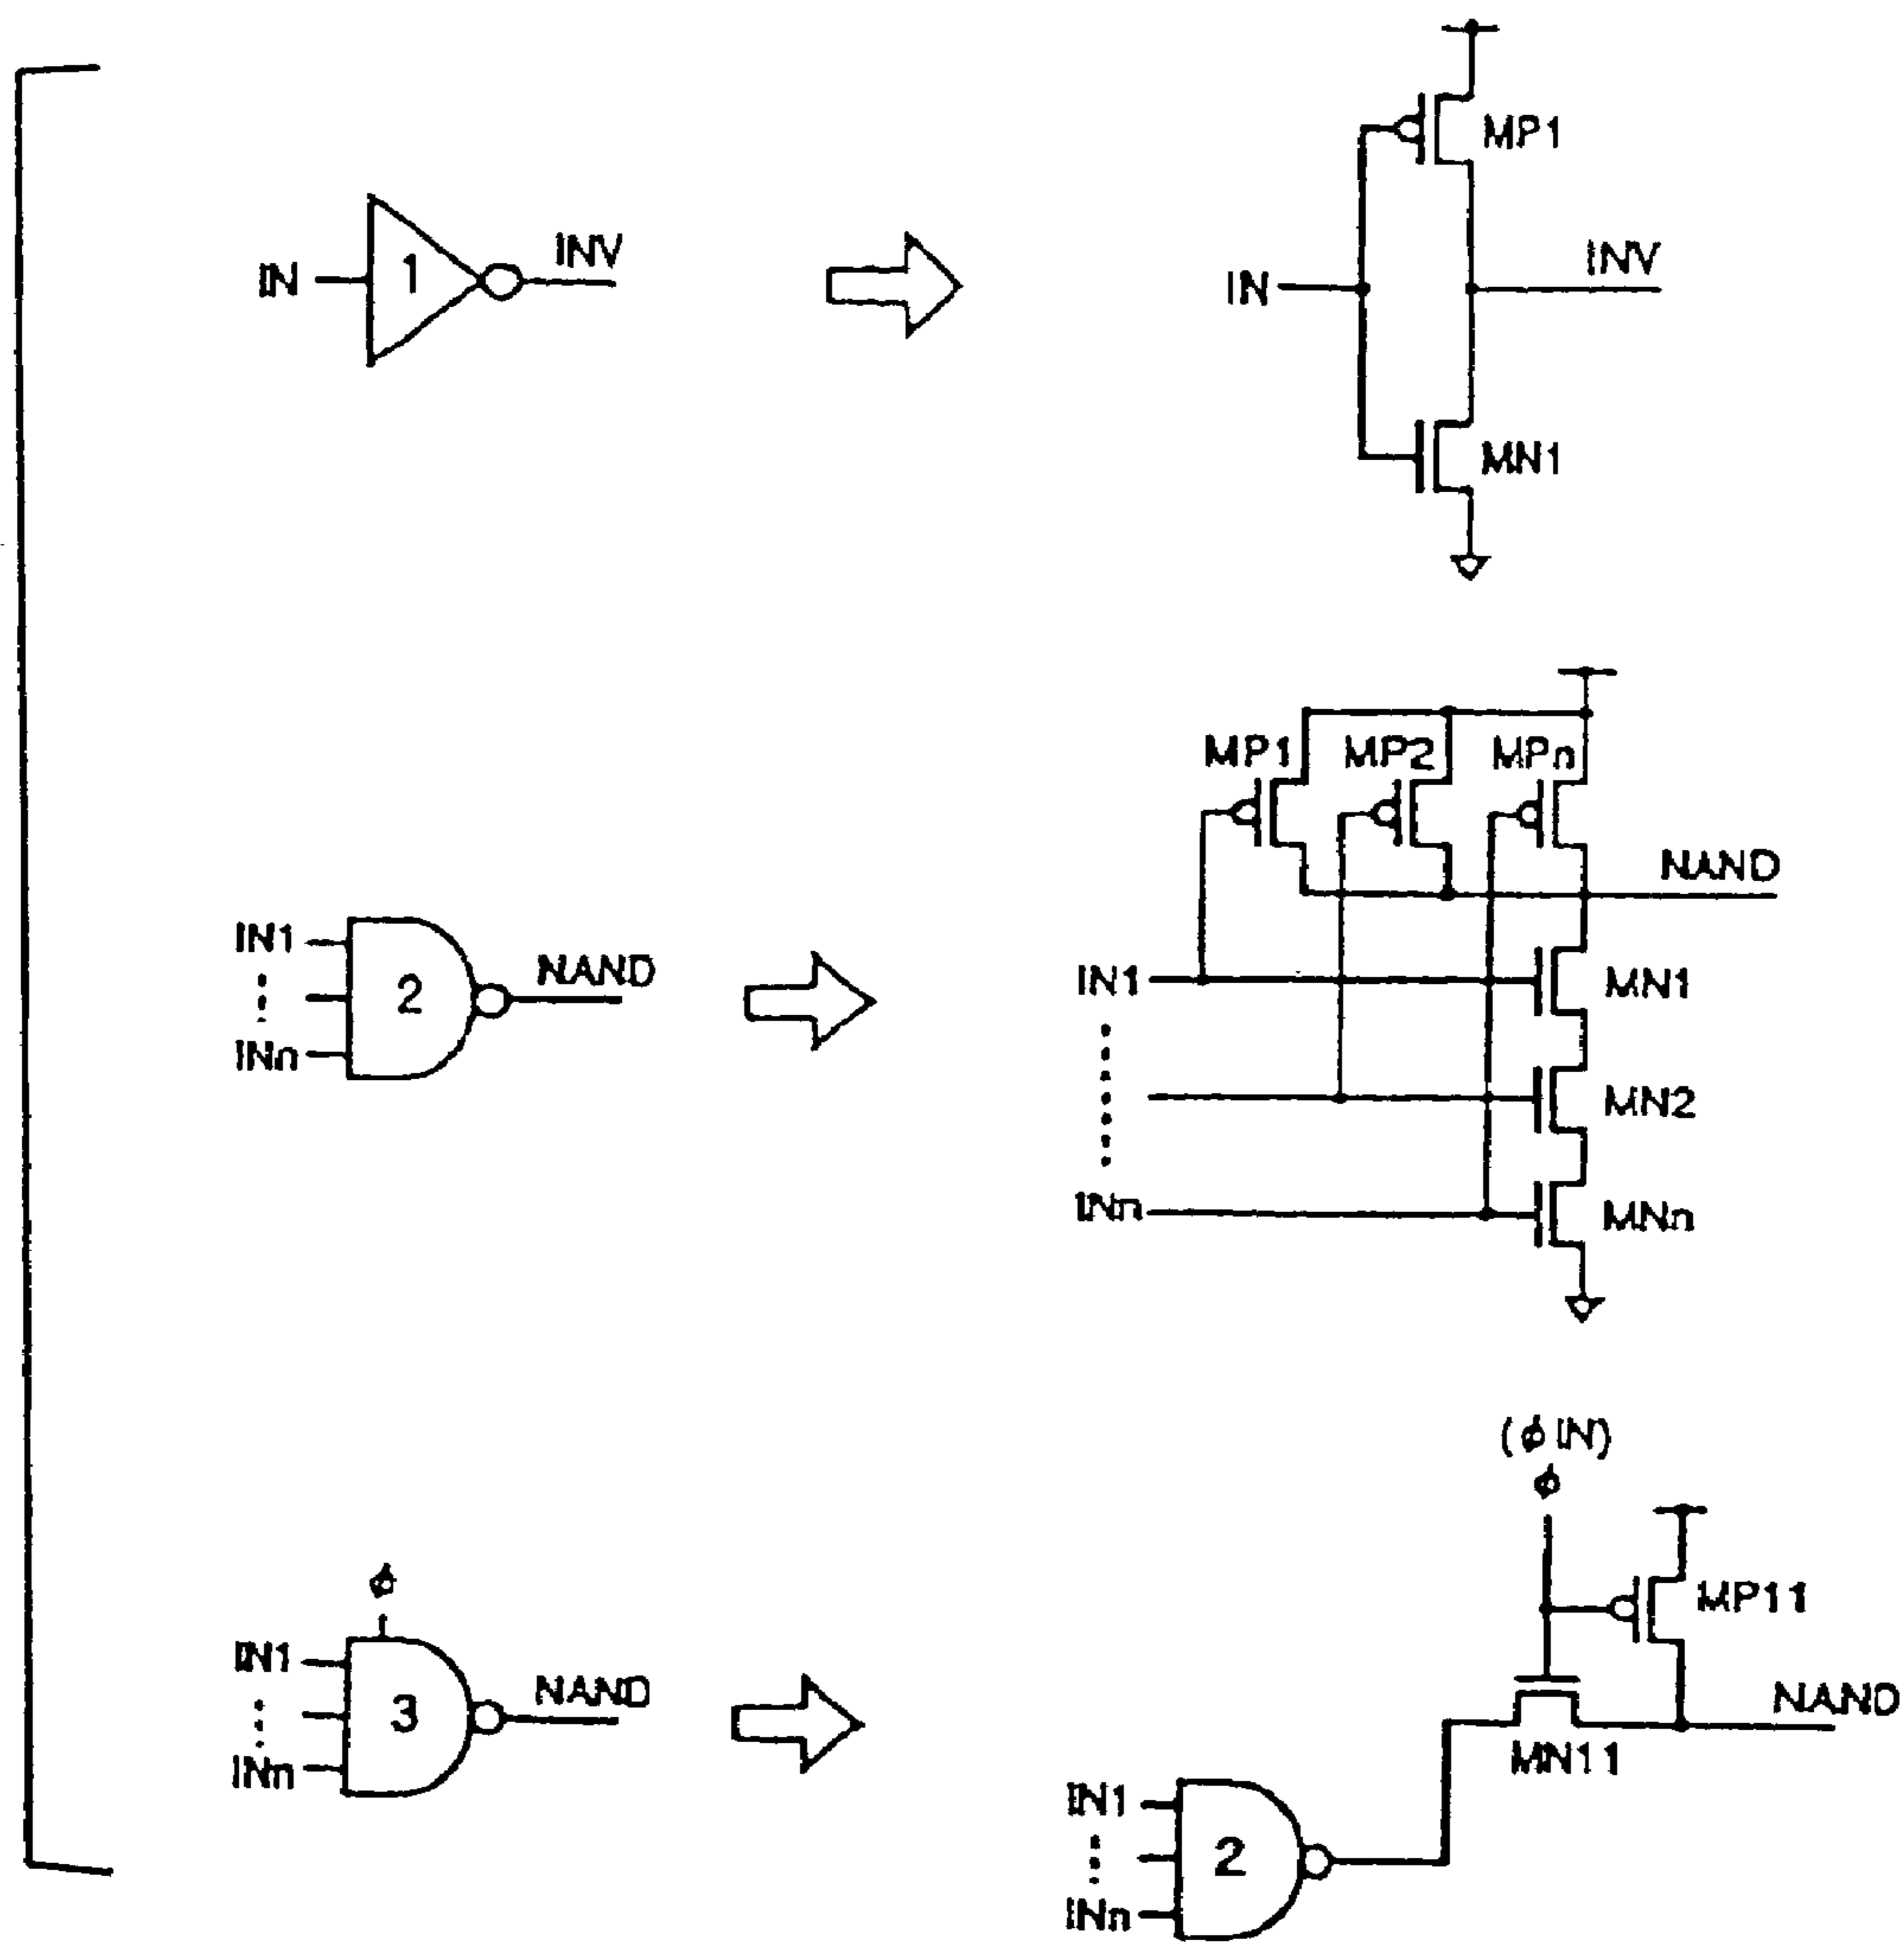 MP1
IN
1
INV
IN
INV
MN1
MP1
MP2
MPn
NAND
IN1
2
NAND
INn
IN1
MN1
MN2
INn
MNn
(ϕIN)
ϕ
ϕ
MP11
IN1
3
NAND
INn
NAND
MN11
IN1
2
INn